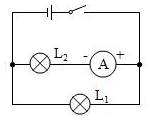 L₂ - A +
L₁